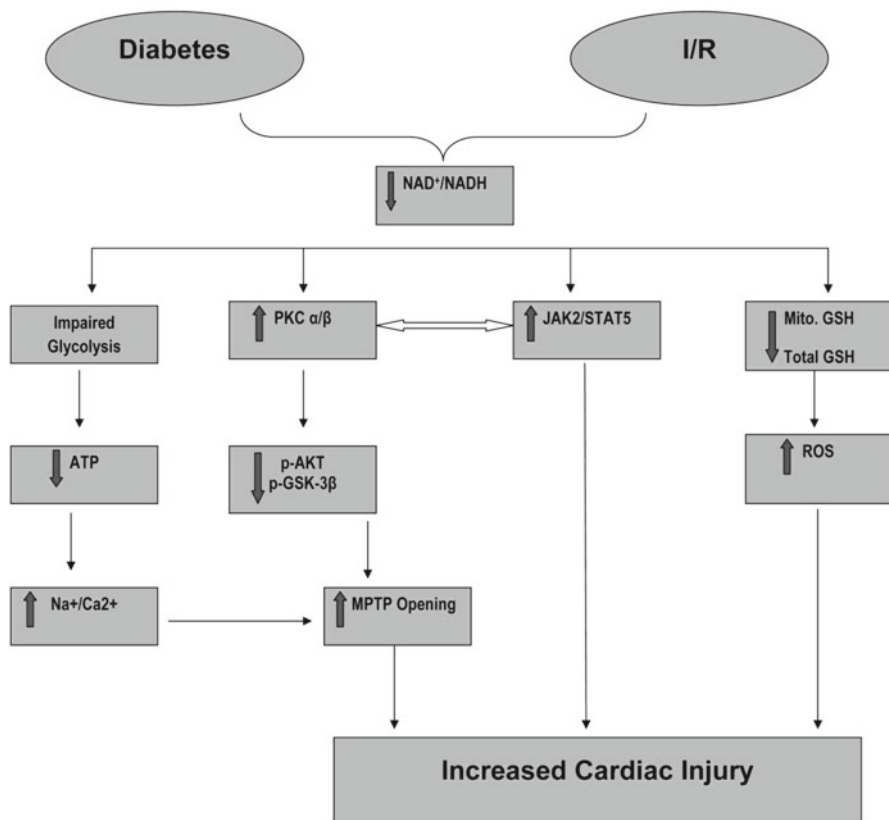 Diabetes
I/R
NAD⁺/NADH
Impaired
Glycolysis
PKC α/β
JAK2/STAT5
Mito. GSH
Total GSH
ATP
p-AKT
p-GSK-3β
ROS
Na+/Ca2+
MPTP Opening
Increased Cardiac Injury